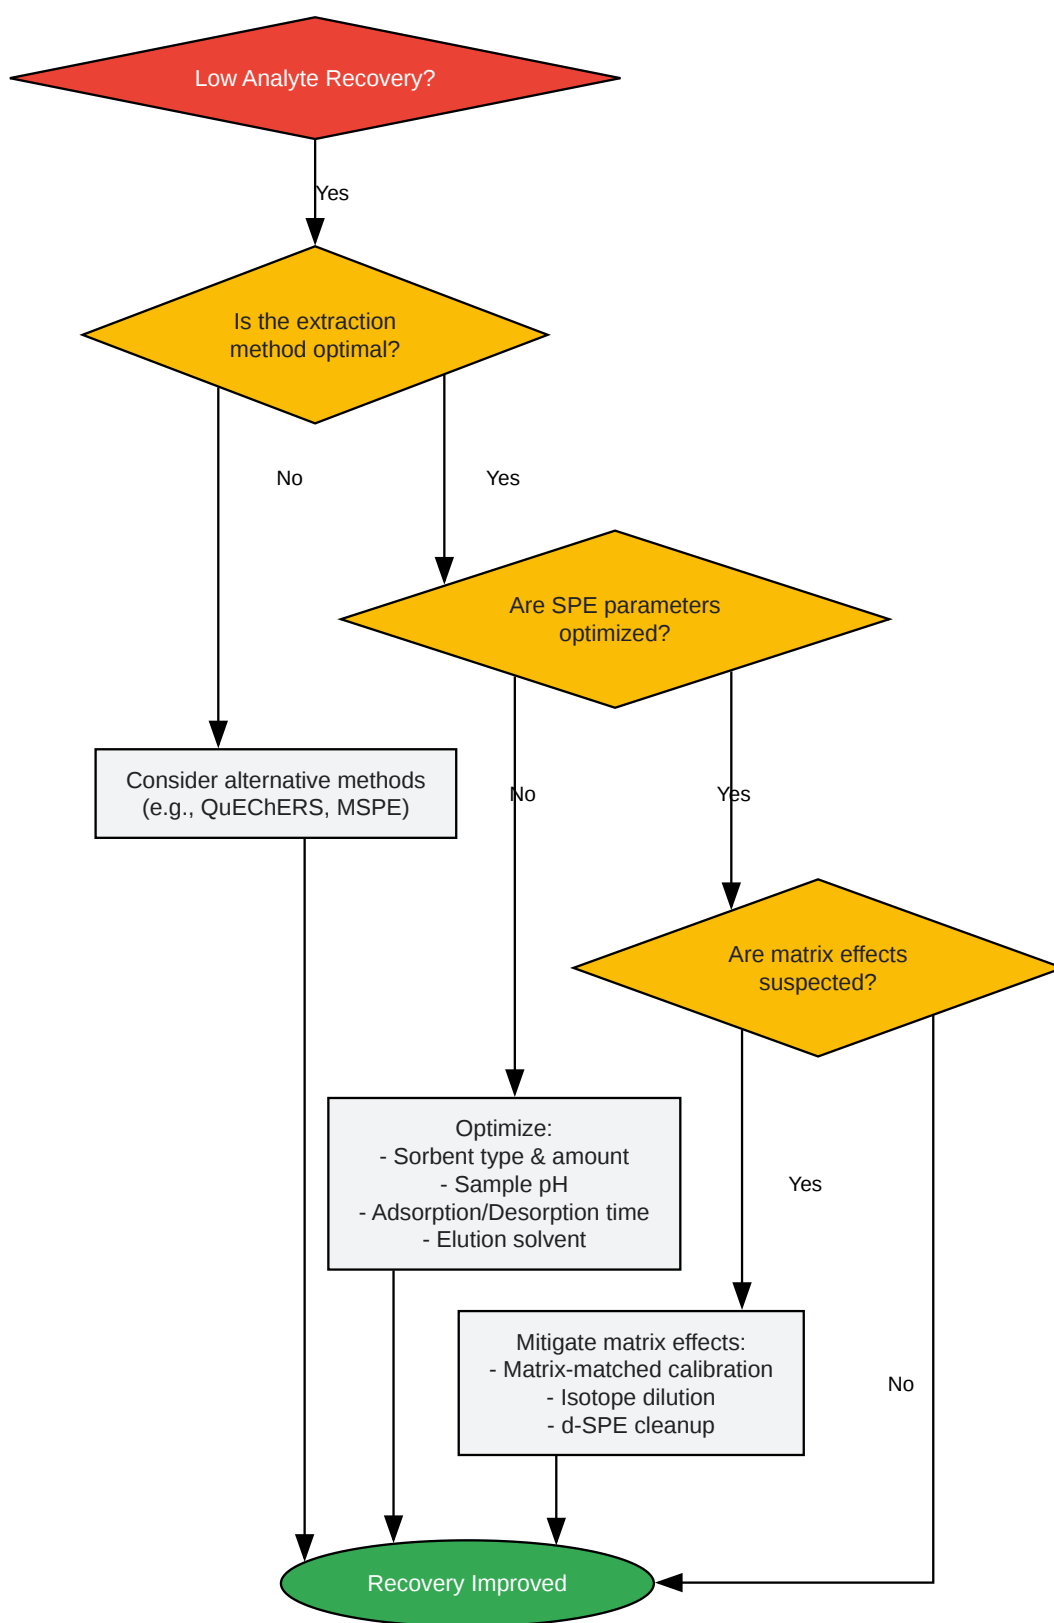 Low Analyte Recovery?
Yes
Is the extraction
method optimal?
No
Yes
Are SPE parameters
optimized?
Consider alternative methods
(e.g., QuEChERS, MSPE)
No
Yes
Are matrix effects
suspected?
Optimize:
- Sorbent type & amount
- Sample pH
- Adsorption/Desorption time
- Elution solvent
Yes
Mitigate matrix effects:
- Matrix-matched calibration
- Isotope dilution
- d-SPE cleanup
No
Recovery Improved